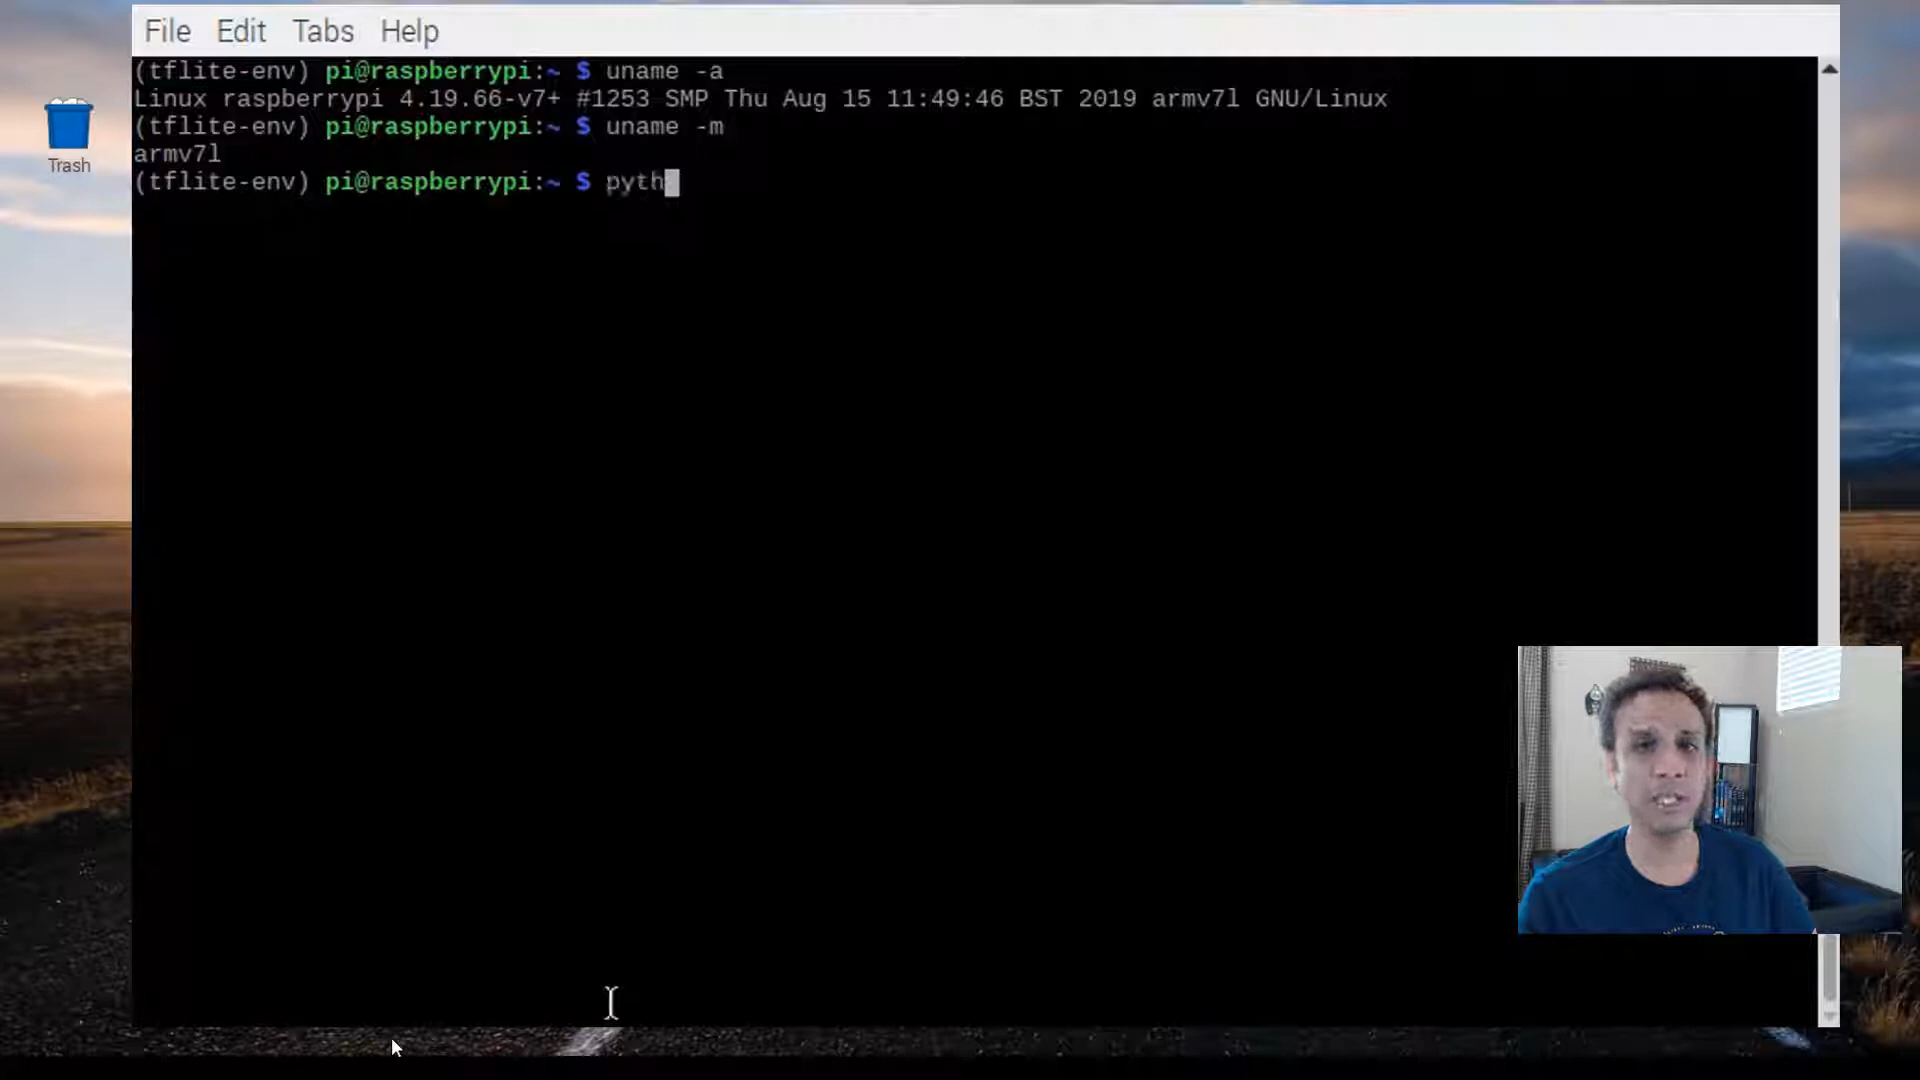 File Edit Tabs Help
(tflite-env) pi@raspberrypi:~ $ uname -a
Linux raspberrypi 4.19.66-v7+ #1253 SMP Thu Aug 15 11:49:46 BST 2019 armv7l GNU/Linux
(tflite-env) pi@raspberrypi:~ $ uname -m
armv7l
(tflite-env) pi@raspberrypi:~ $ pyth
Trash